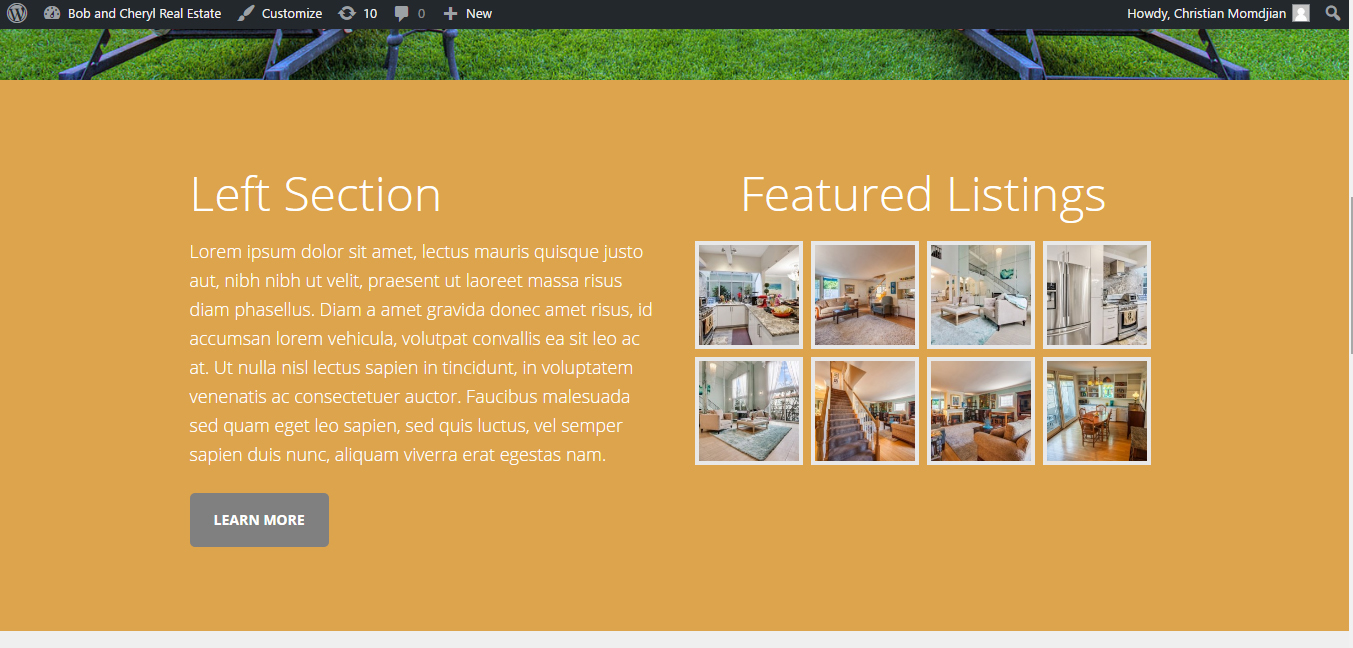 Bob and Cheryl Real Estate Customize 10 0 New Howdy, Christian Momdjian
Left Section
Lorem ipsum dolor sit amet, lectus mauris quisque justo
aut, nibh nibh ut velit, praesent ut laoreet massa risus
diam phasellus. Diam a amet gravida donec amet risus, id
accumsan lorem vehicula, volutpat convallis ea sit leo ac
at. Ut nulla nisl lectus sapien in tincidunt, in voluptatem
venenatis ac consectetuer auctor. Faucibus malesuada
sed quam eget leo sapien, sed quis luctus, vel semper
sapien duis nunc, aliquam viverra erat egestas nam.
LEARN MORE
Featured Listings